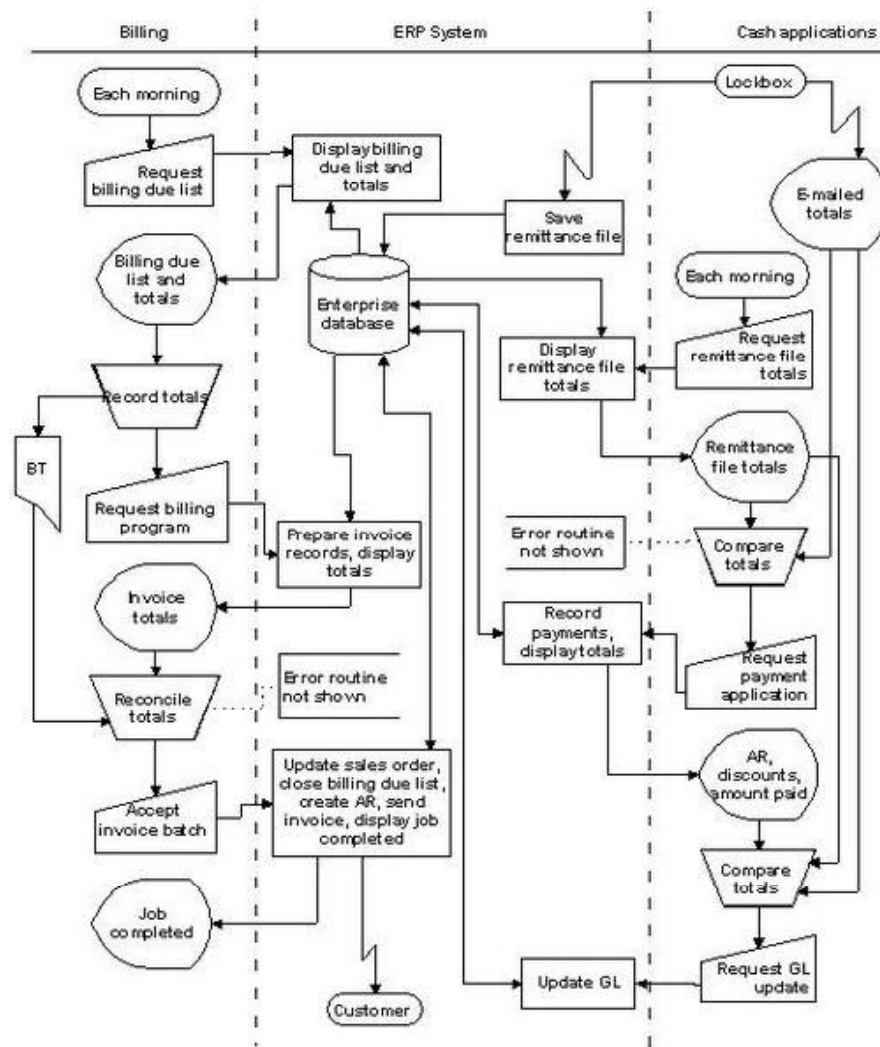 Billing
ERP System
Cash applications
Each morning
Lockbox
Request
billing due list
Display billing
due list and
totals
E-mailed
totals
Save
remittance file
Billing due
list and
totals
Enterprise
database
Each morning
Request
remittance file
totals
Display
remittance file
totals
Record totals
BT
Remittance
file totals
Request billing
program
Prepare invoice
records, display
totals
Error routine
not shown
Compare
totals
Invoice
totals
Record
payments,
display totals
Request
payment
application
Reconcile
totals
Error routine
not shown
Update sales order,
close billing due list,
create AR, send
invoice, display job
completed
AR,
discounts,
amount paid
Accept
invoice batch
Compare
totals
Job
completed
Request GL
update
Update GL
Customer